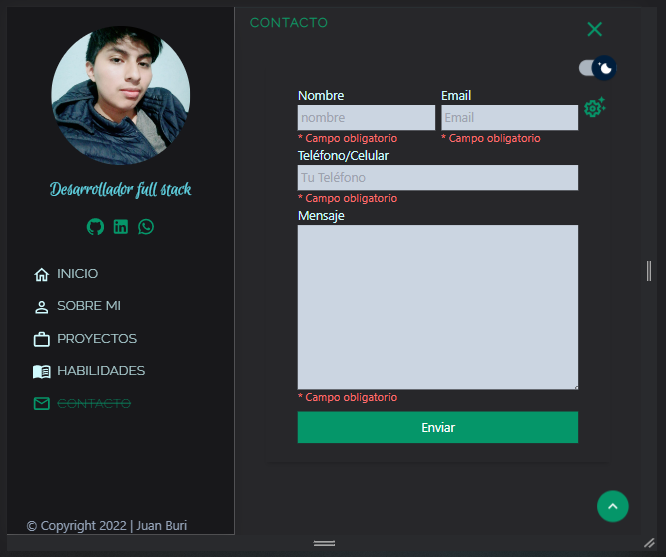 CONTACTO
Desarrollador full stack
INICIO
SOBRE MI
PROYECTOS
HABILIDADES
CONTACTO
© Copyright 2022 | Juan Buri
Nombre
Email
nombre
Email
* Campo obligatorio
* Campo obligatorio
Teléfono/Celular
Tu Teléfono
* Campo obligatorio
Mensaje
* Campo obligatorio
Enviar